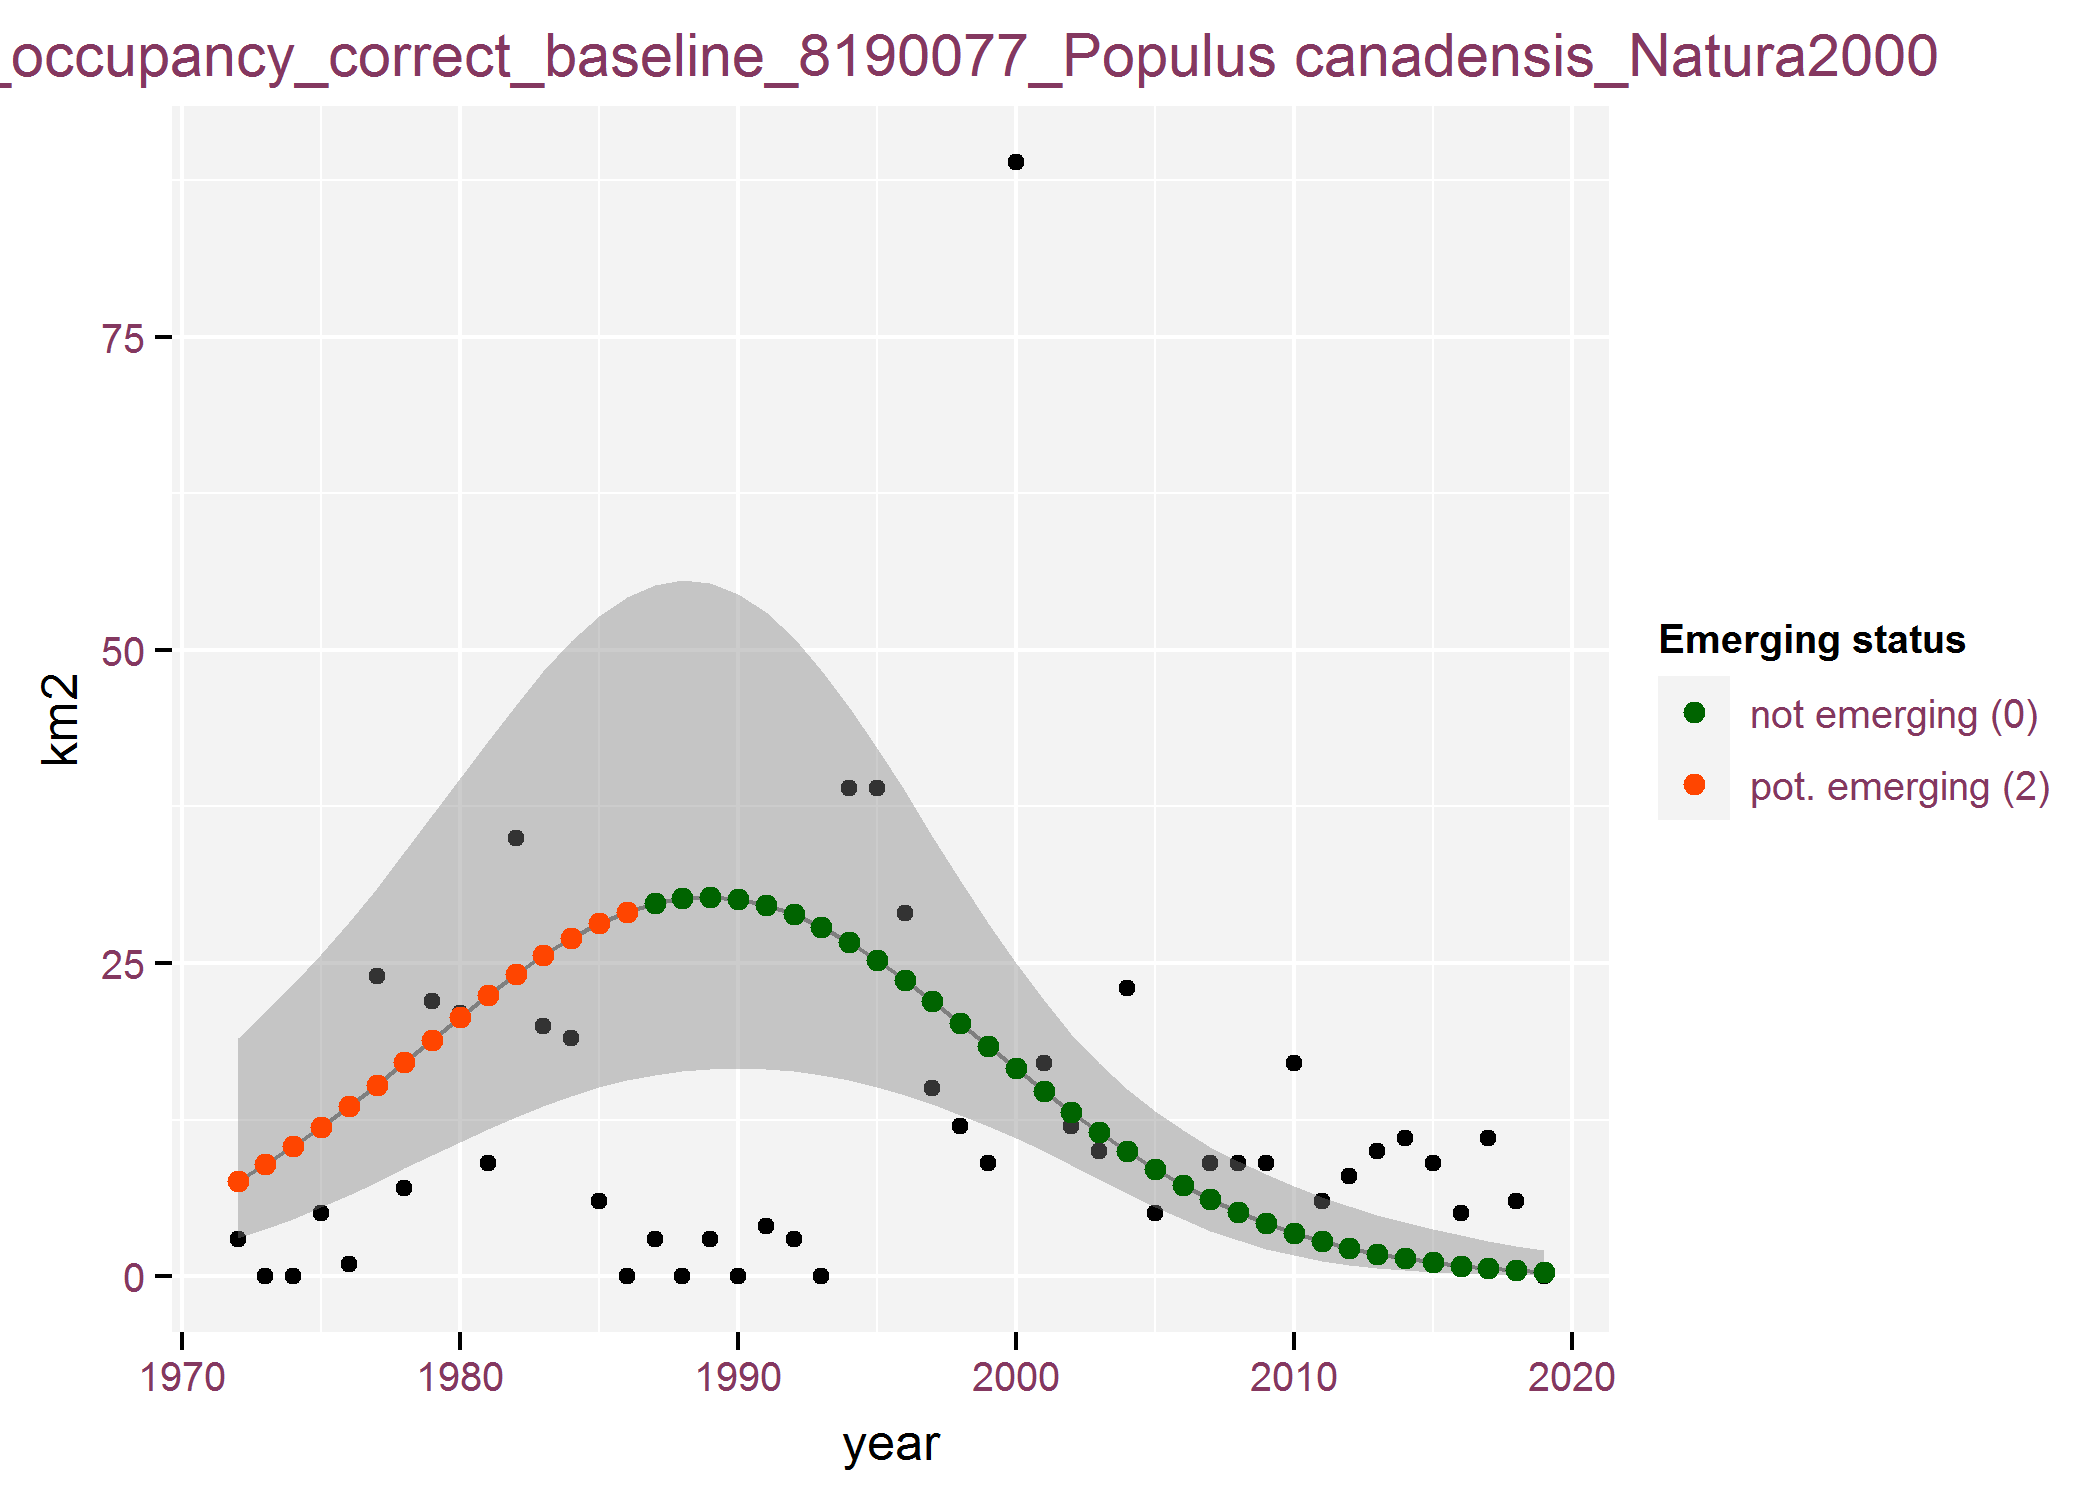 _occupancy_correct_baseline_8190077_Populus canadensis_Natura2000
75
50
25
0
km2
1970 1980 1990 2000 2010 2020
year
Emerging status
not emerging (0)
pot. emerging (2)